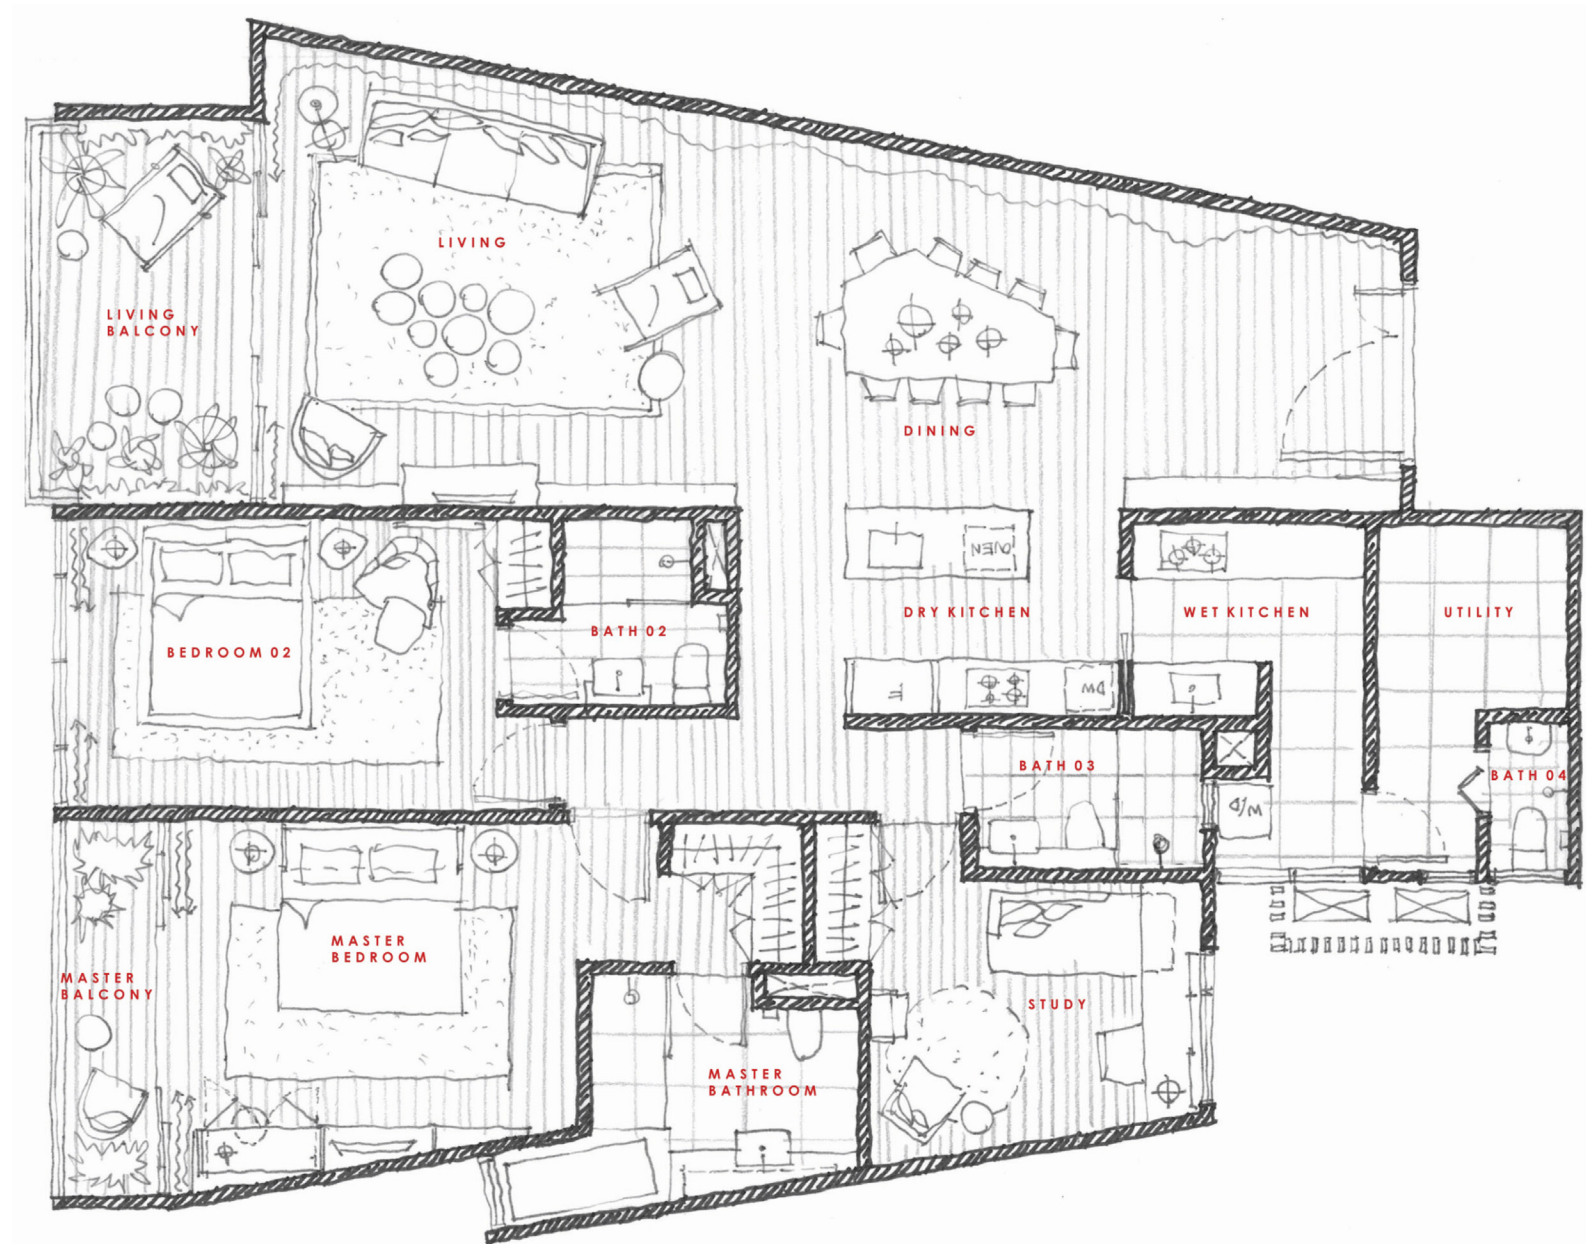 LIVING
LIVING
BALCONY
DINING
OVEN
DRY KITCHEN
WET KITCHEN
UTILITY
BATH 02
BEDROOM 02
DW
BATH 03
BATH 04
W/D
MASTER
BEDROOM
MASTER
BALCONY
STUDY
MASTER
BATHROOM